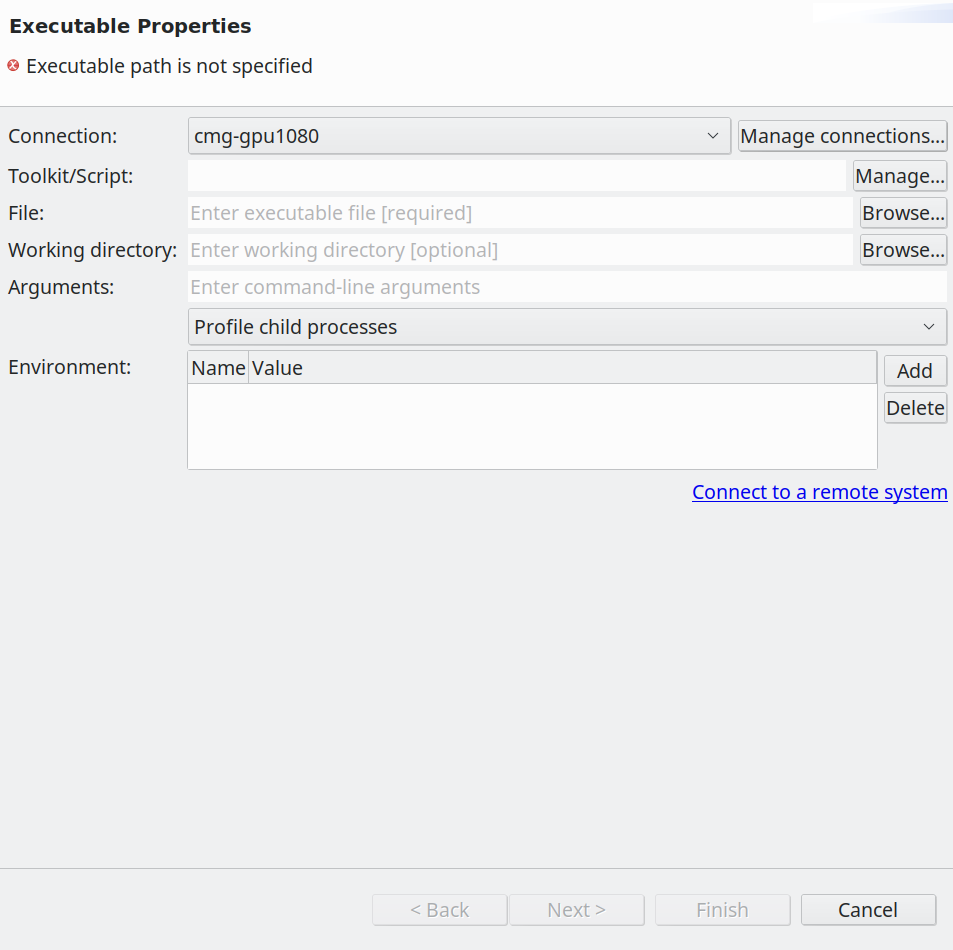 Executable Properties
Executable path is not specified
Connection: cmg-gpu1080 Manage connections...
Toolkit/Script: Manage...
File: Enter executable file [required] Browse...
Working directory: Enter working directory [optional] Browse...
Arguments: Enter command-line arguments
Profile child processes
Environment: Name Value Add
Delete
Connect to a remote system
< Back Next > Finish Cancel